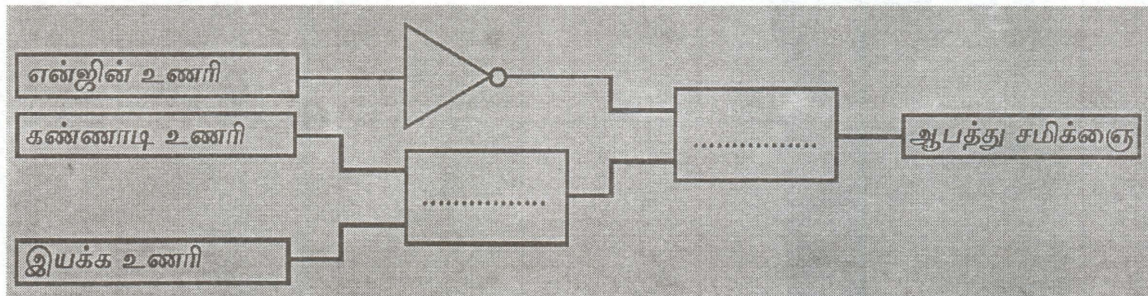 என்ஜின் உணரி
கண்ணாடி உணரி
இயக்க உணரி
..................
..................
ஆபத்து சமிக்ஞை